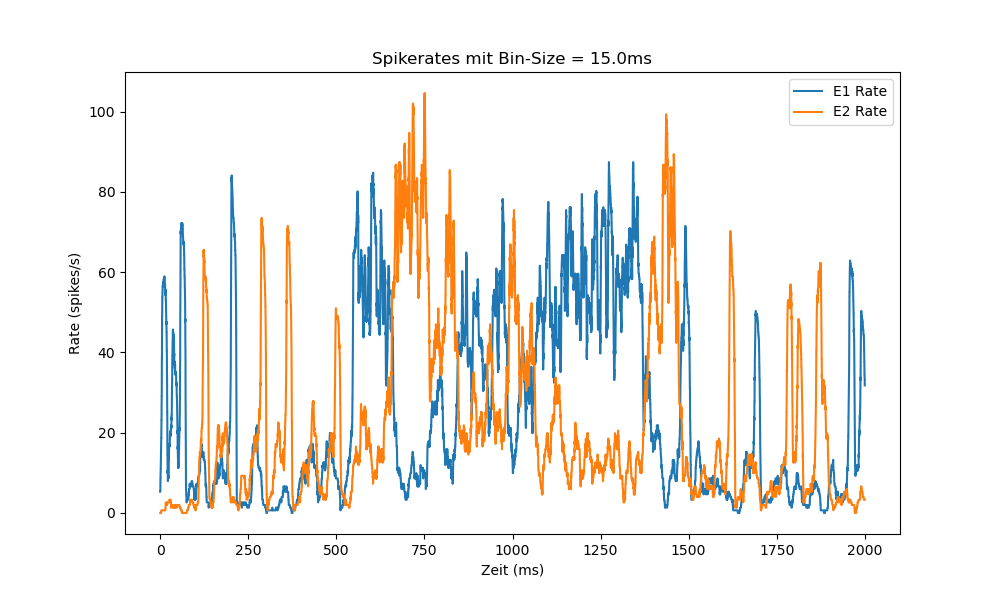 Spikerates mit Bin-Size = 15.0ms
E1 Rate
E2 Rate
100
80
60
40
20
0
Rate (spikes/s)
0 250 500 750 1000 1250 1500 1750 2000
Zeit (ms)